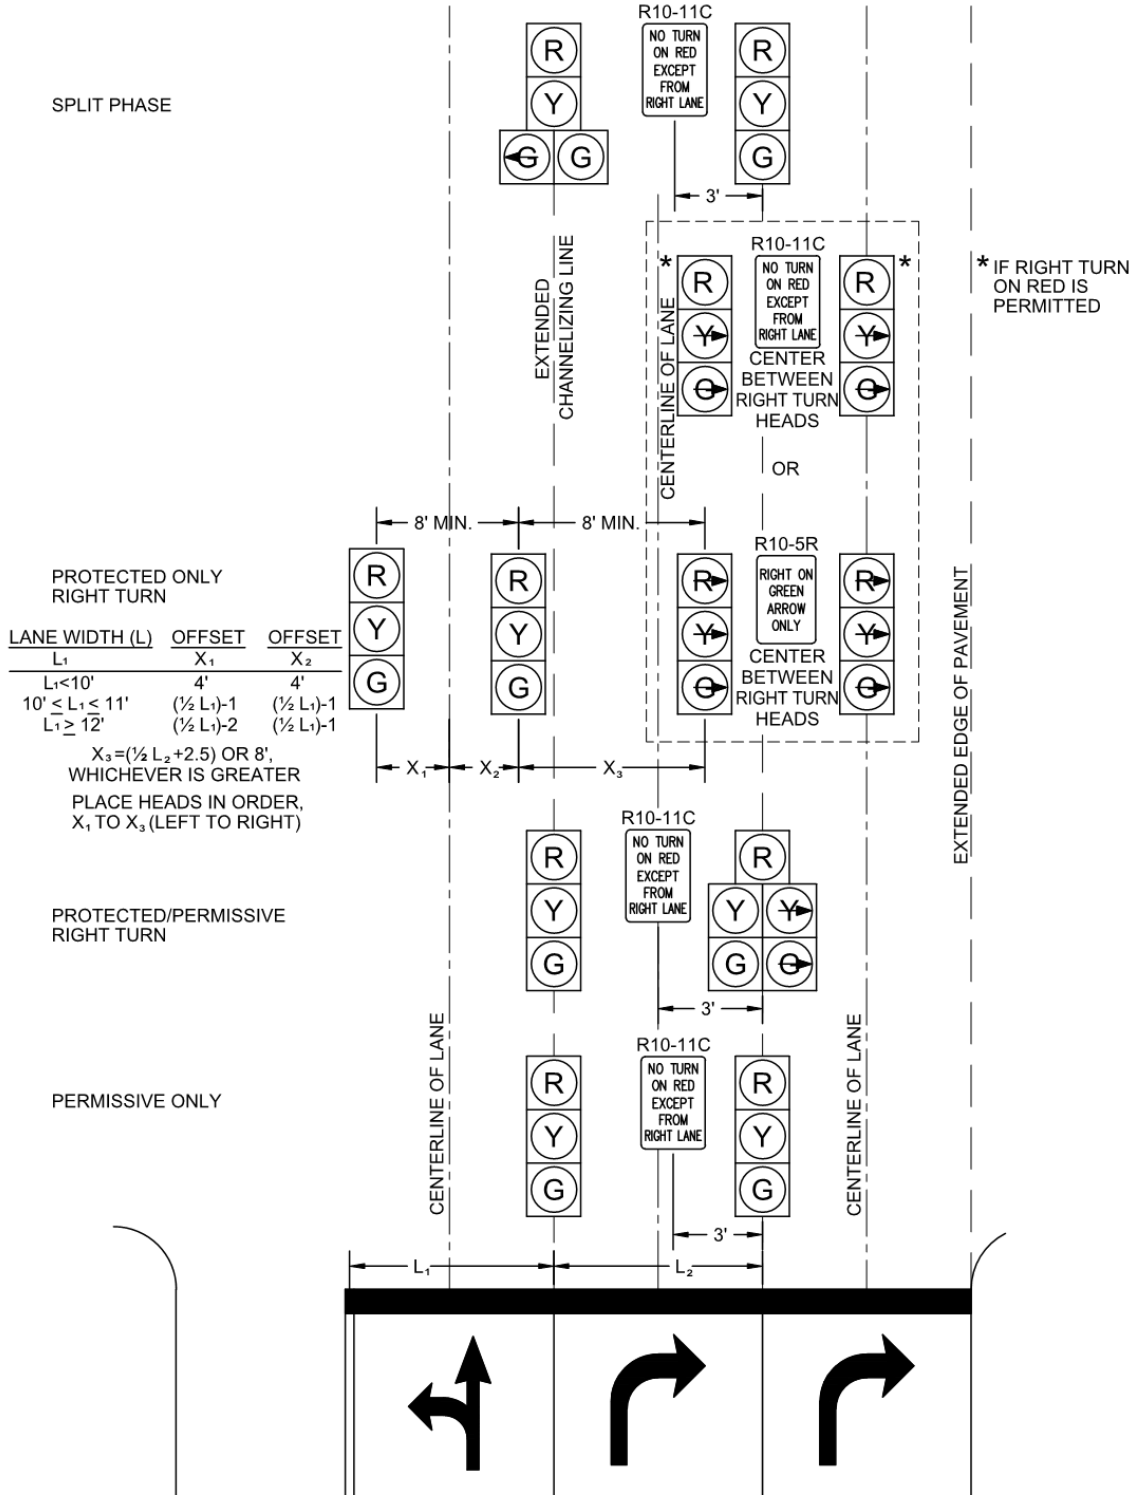 R10-11C
R
NO TURN
ON RED
EXCEPT
FROM
RIGHT LANE
R
SPLIT PHASE
Y
Y
G
G
G
3'
EXTENDED
CHANNELIZING LINE
CENTERLINE OF LANE
*
R
Y
G
R10-11C
NO TURN
ON RED
EXCEPT
FROM
RIGHT LANE
CENTER
BETWEEN
RIGHT TURN
HEADS
R
Y
G
*
* IF RIGHT TURN
ON RED IS
PERMITTED
OR
8' MIN.
8' MIN.
PROTECTED ONLY
RIGHT TURN
R
Y
G
R
Y
G
R
Y
G
R10-5R
RIGHT ON
GREEN
ARROW
ONLY
CENTER
BETWEEN
RIGHT TURN
HEADS
R
Y
G
EXTENDED EDGE OF PAVEMENT
LANE WIDTH (L) OFFSET OFFSET
L₁ X₁ X₂
L₁<10' 4' 4'
10' ≤ L₁ ≤ 11' (½ L₁)-1 (½ L₁)-1
L₁ ≥ 12' (½ L₁)-2 (½ L₁)-1
X₃=(½ L₂+2.5) OR 8',
WHICHEVER IS GREATER
PLACE HEADS IN ORDER,
X₁ TO X₃ (LEFT TO RIGHT)
X₁
X₂
X₃
PROTECTED/PERMISSIVE
RIGHT TURN
R
Y
G
R10-11C
NO TURN
ON RED
EXCEPT
FROM
RIGHT LANE
R
Y
Y
G
G
3'
CENTERLINE OF LANE
CENTERLINE OF LANE
PERMISSIVE ONLY
R
Y
G
R10-11C
NO TURN
ON RED
EXCEPT
FROM
RIGHT LANE
R
Y
G
3'
L₁
L₂